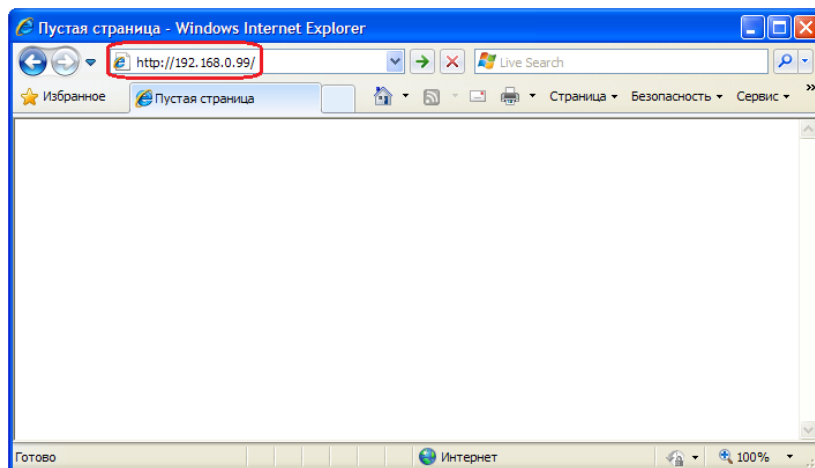 Пустая страница - Windows Internet Explorer
http://192.168.0.99/
Live Search
Избранное
Пустая страница
Страница
Безопасность
Сервис
»
Готово
Интернет
100%